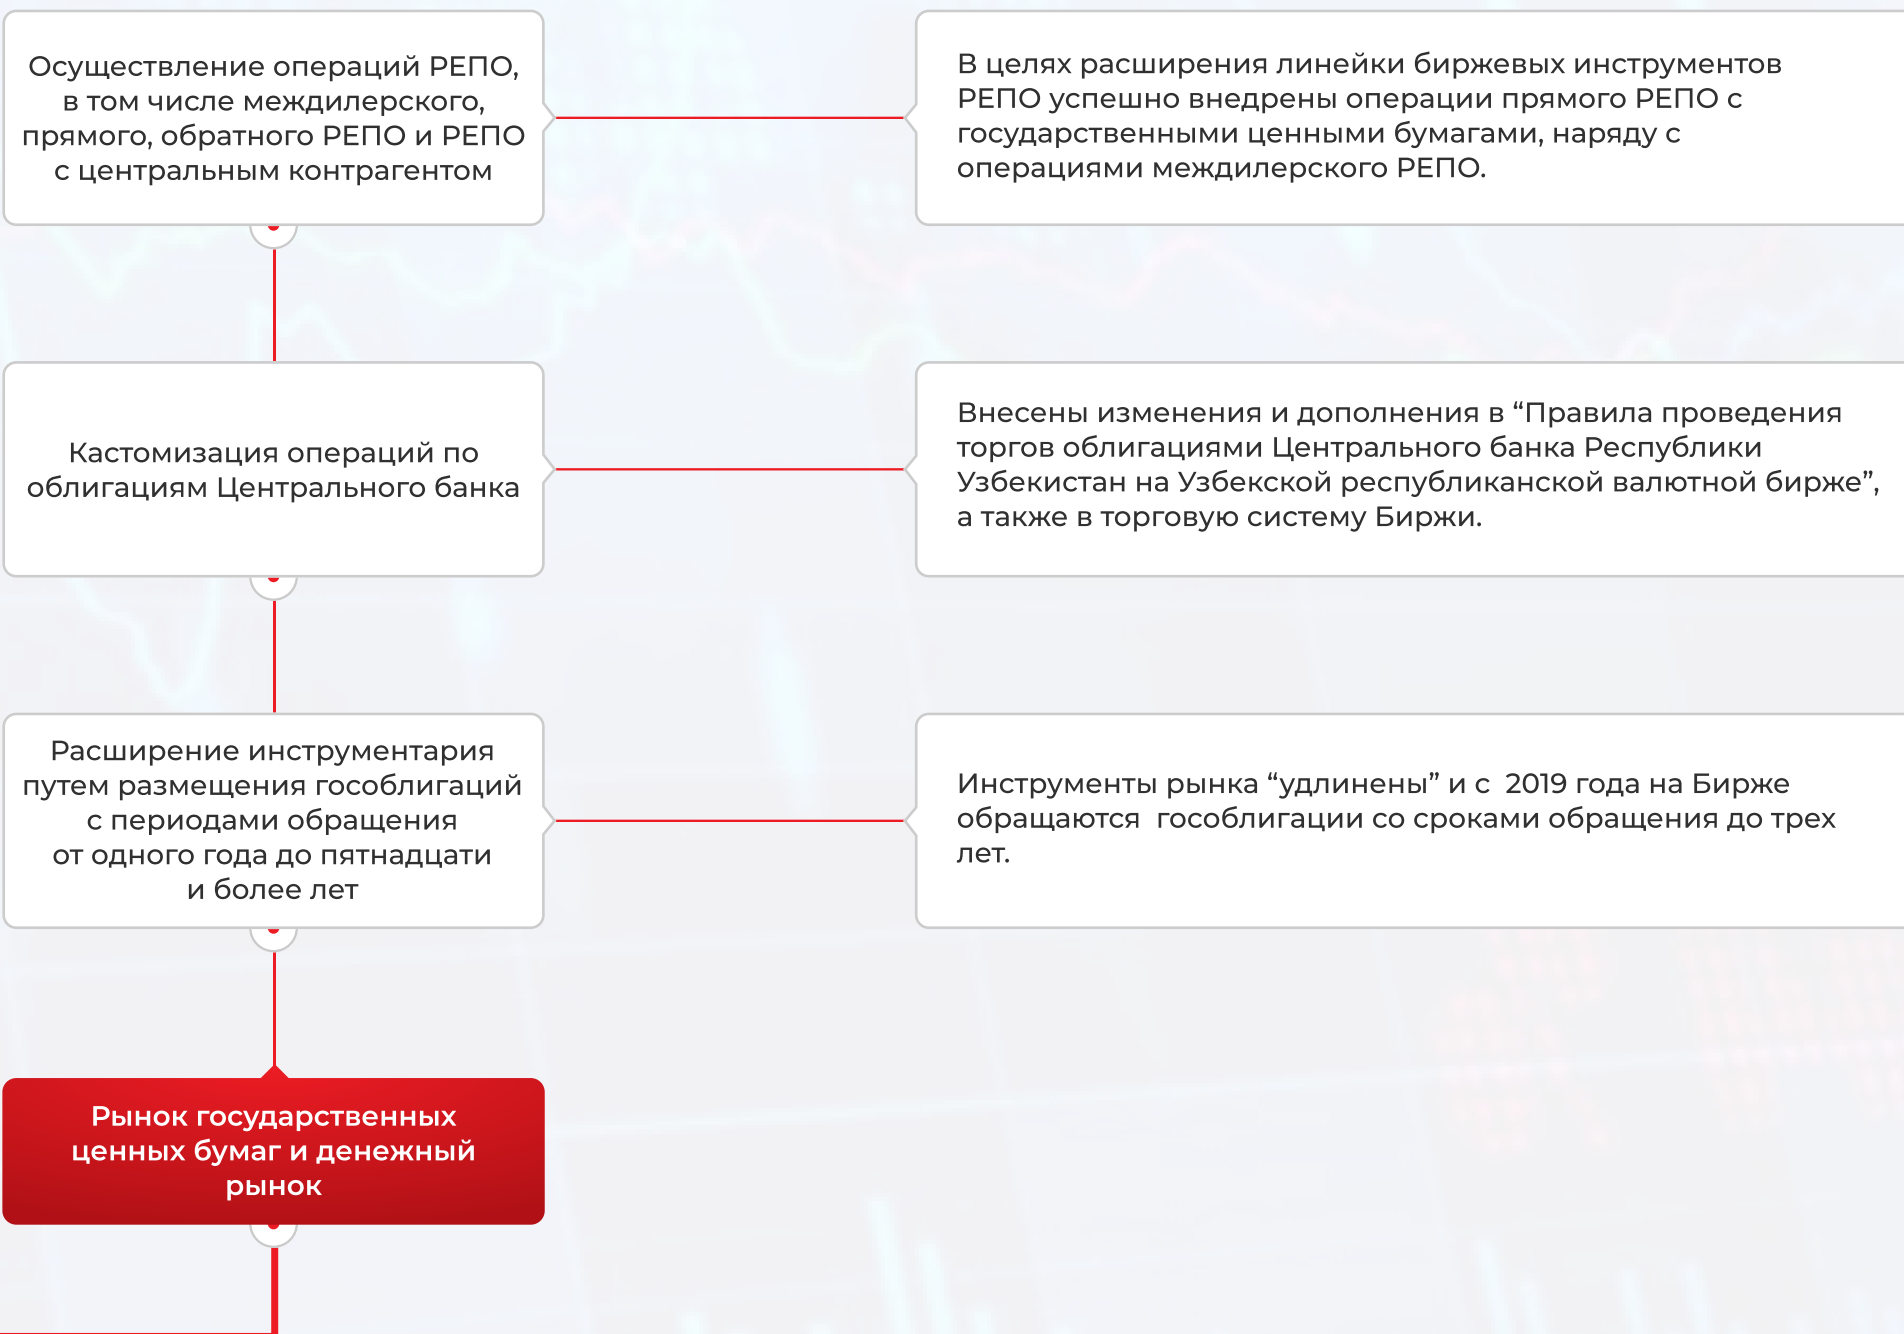 Осуществление операций РЕПО,
в том числе междилерского,
прямого, обратного РЕПО и РЕПО
с центральным контрагентом
В целях расширения линейки биржевых инструментов
РЕПО успешно внедрены операции прямого РЕПО с
государственными ценными бумагами, наряду с
операциями междилерского РЕПО.
Кастомизация операций по
облигациям Центрального банка
Внесены изменения и дополнения в “Правила проведения
торгов облигациями Центрального банка Республики
Узбекистан на Узбекской республиканской валютной бирже”,
а также в торговую систему Биржи.
Расширение инструментария
путем размещения гособлигаций
с периодами обращения
от одного года до пятнадцати
и более лет
Инструменты рынка “удлинены” и с 2019 года на Бирже
обращаются гособлигации со сроками обращения до трех
лет.
Рынок государственных
ценных бумаг и денежный
рынок